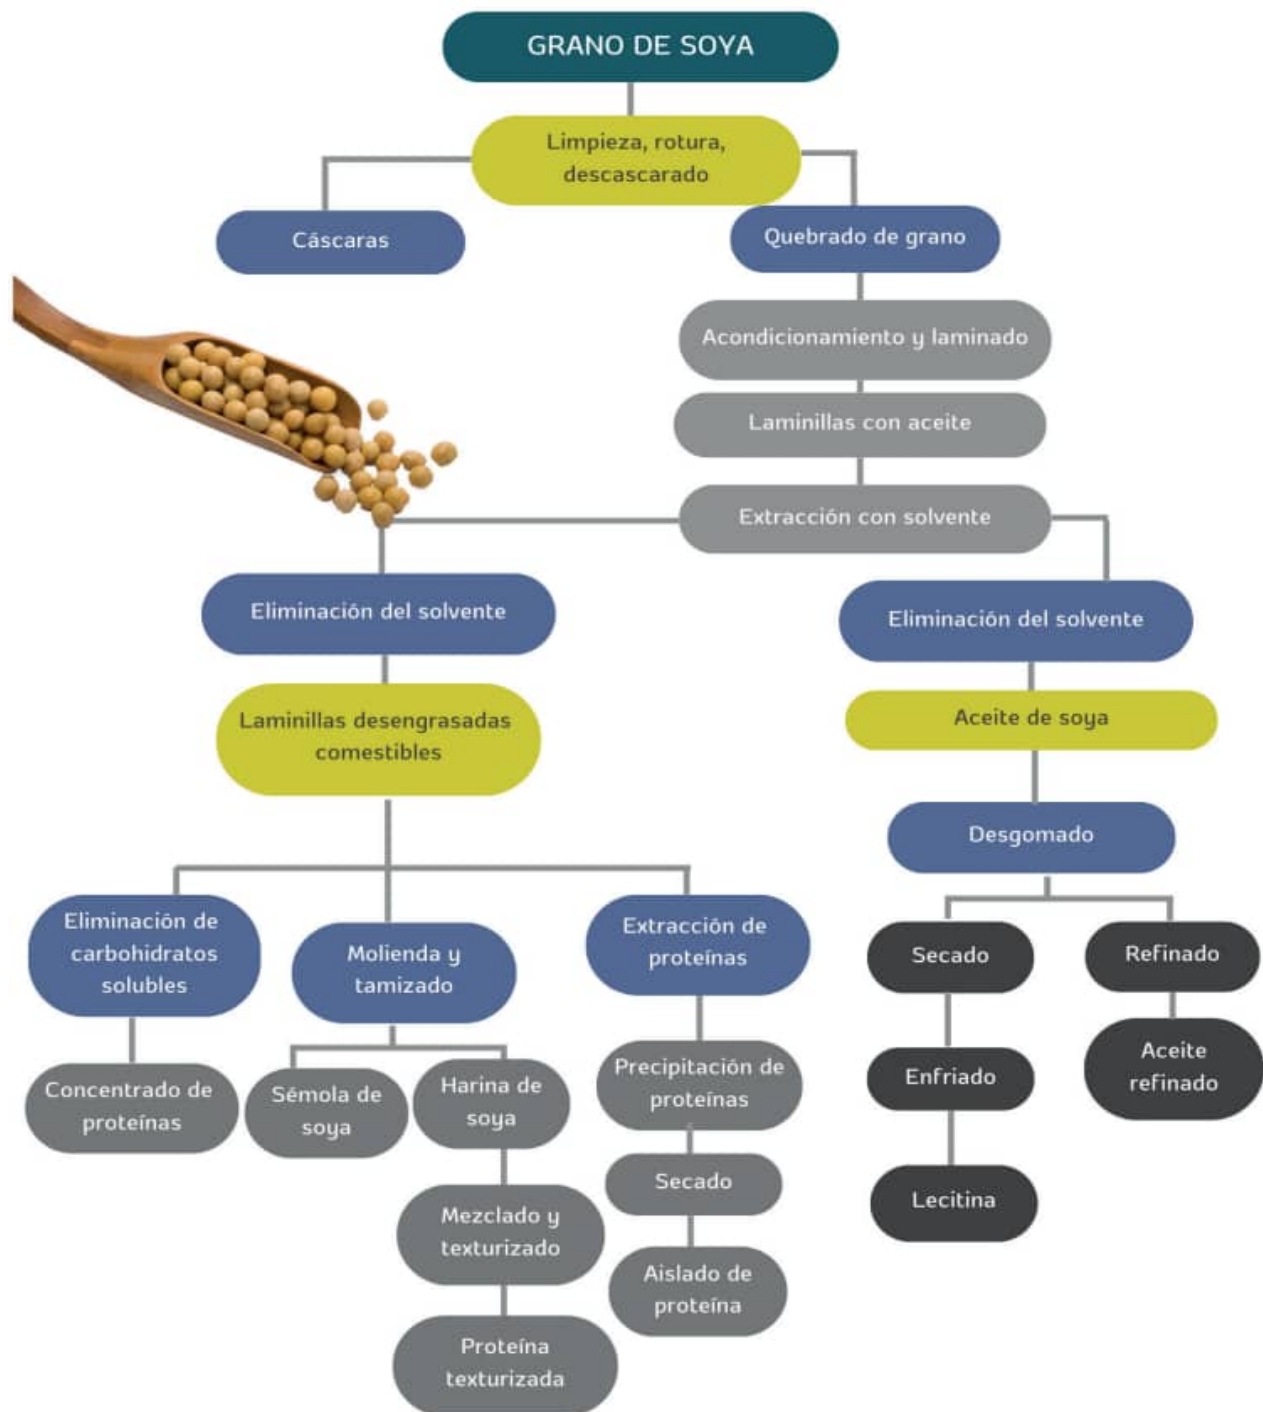 GRANO DE SOYA
Limpieza, rotura,
descascarado
Cáscaras
Quebrado de grano
Acondicionamiento y laminado
Laminillas con aceite
Extracción con solvente
Eliminación del solvente
Eliminación del solvente
Laminillas desengrasadas
comestibles
Aceite de soya
Desgomado
Eliminación de
carbohidratos
solubles
Molienda y
tamizado
Extracción de
proteínas
Secado
Refinado
Concentrado de
proteínas
Sémola de
soya
Harina de
soya
Precipitación de
proteínas
Enfriado
Aceite
refinado
Mezclado y
texturizado
Secado
Lecitina
Aislado de
proteína
Proteína
texturizada